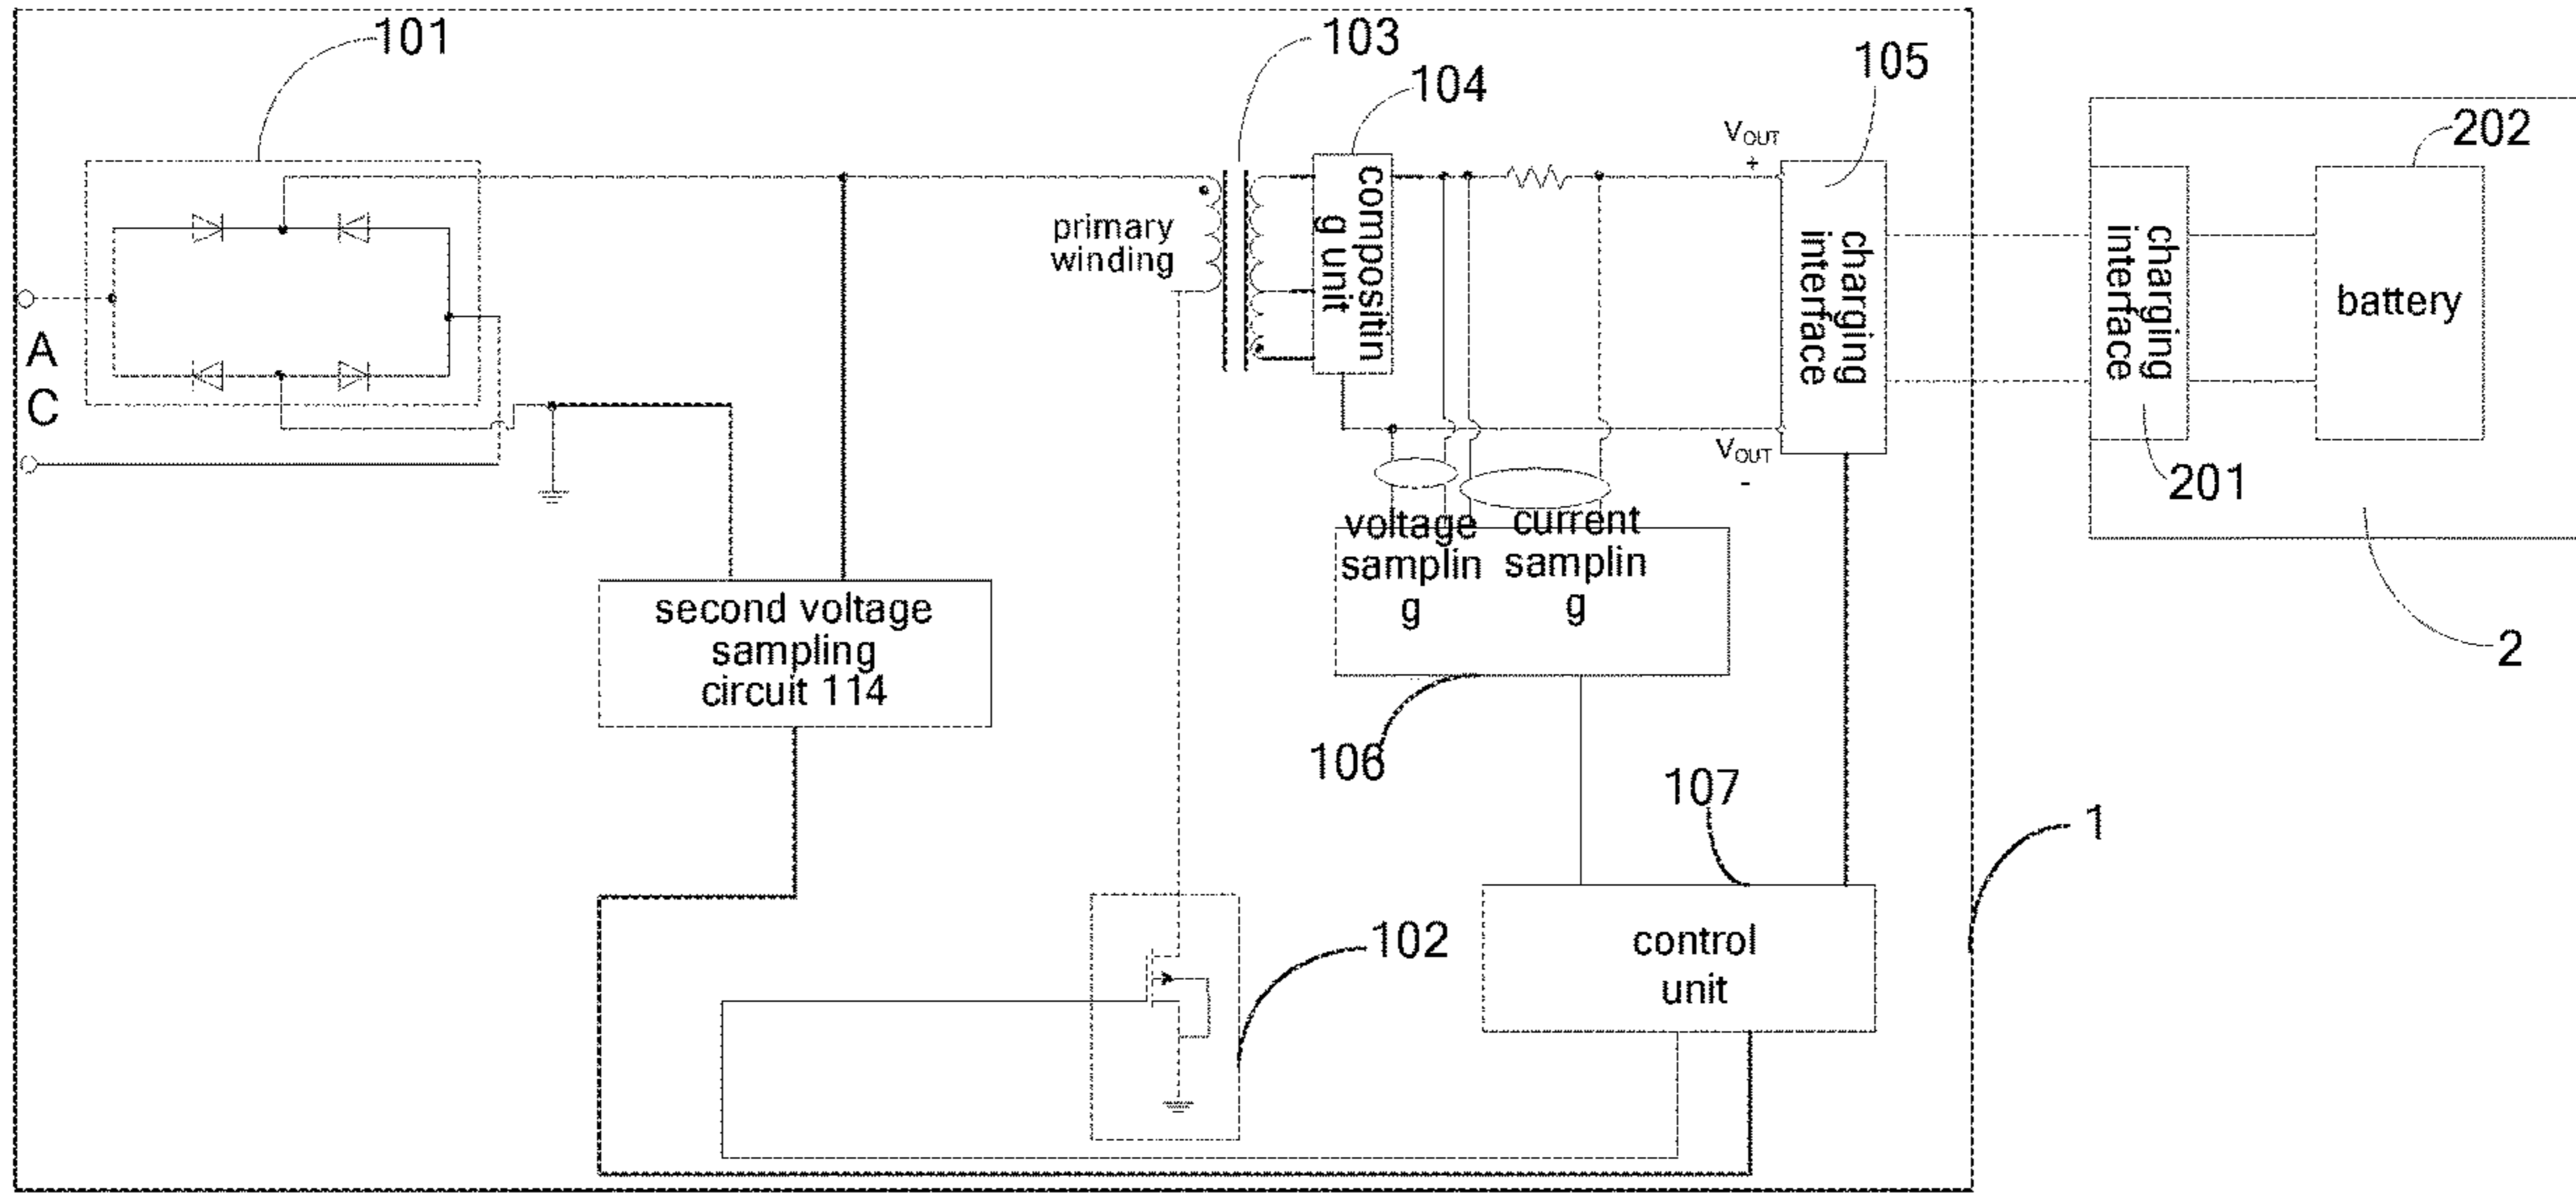 101
103
104
105
202
VOUT
+
primary
winding
compositin
g unit
charging
interface
charging
interface
battery
A
C
VOUT
-
201
voltage
samplin
g
current
samplin
g
second voltage
sampling
circuit 114
2
106
107
1
102
control
unit